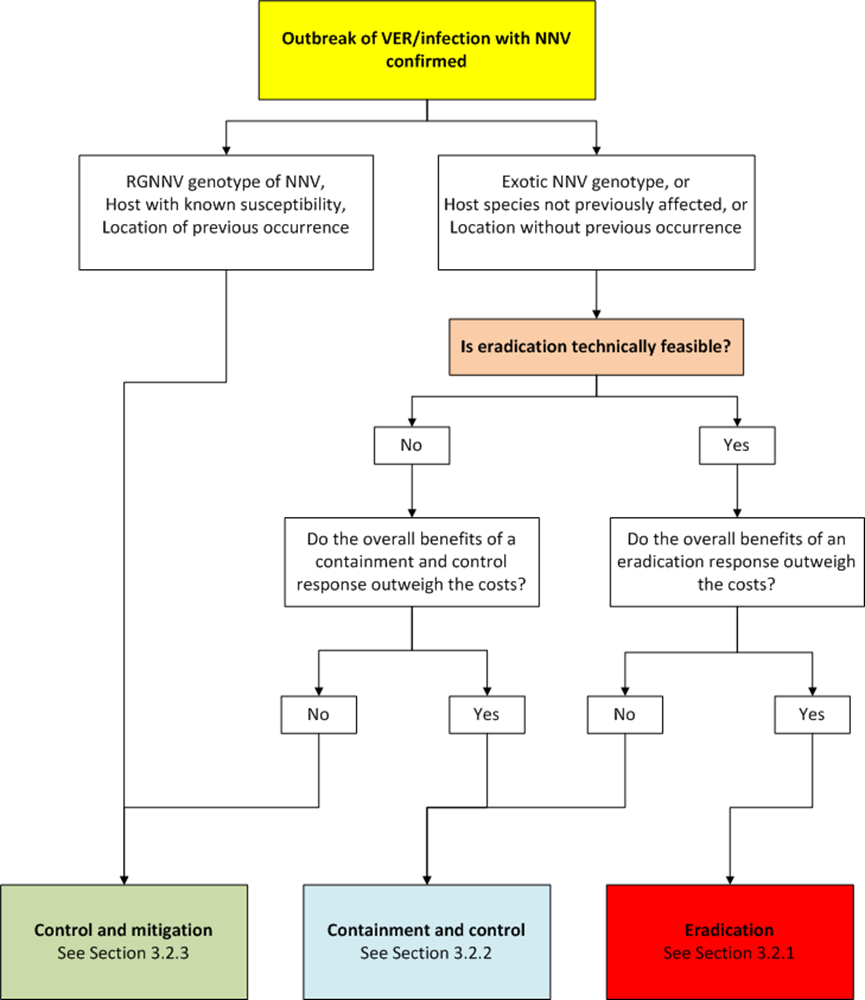 Outbreak of VER/infection with NNV
confirmed
RGNNV genotype of NNV,
Host with known susceptibility,
Location of previous occurrence
Exotic NNV genotype, or
Host species not previously affected, or
Location without previous occurrence
Is eradication technically feasible?
No
Yes
Do the overall benefits of a
containment and control
response outweigh the costs?
Do the overall benefits of an
eradication response outweigh
the costs?
No
Yes
No
Yes
Control and mitigation
See Section 3.2.3
Containment and control
See Section 3.2.2
Eradication
See Section 3.2.1